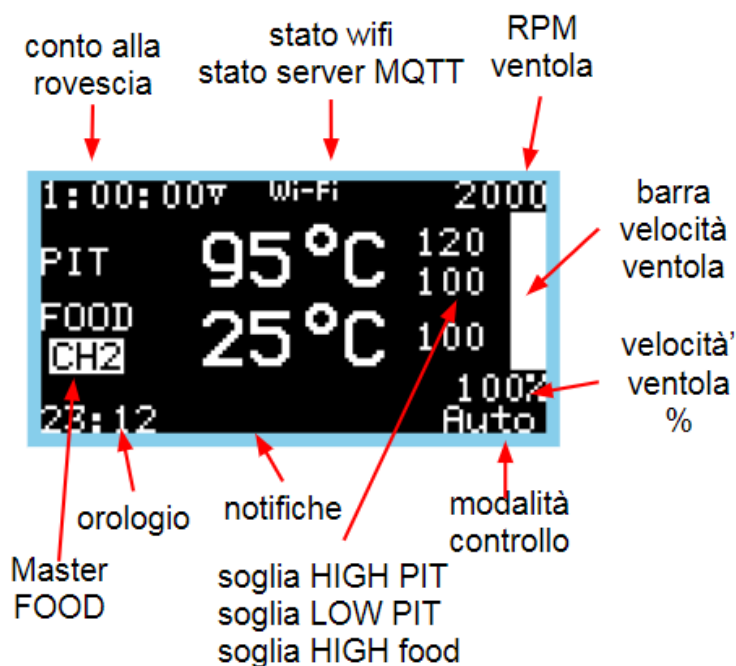 conto alla
rovescia
stato wifi
stato server MQTT
RPM
ventola
1:00:00▿ Wi-Fi 2000
PIT 95°C 120
100
FOOD 25°C 100
CH2
100%
23:12 Auto
barra
velocità
ventola
velocità'
ventola
%
orologio
notifiche
modalità
controllo
Master
FOOD
soglia HIGH PIT
soglia LOW PIT
soglia HIGH food